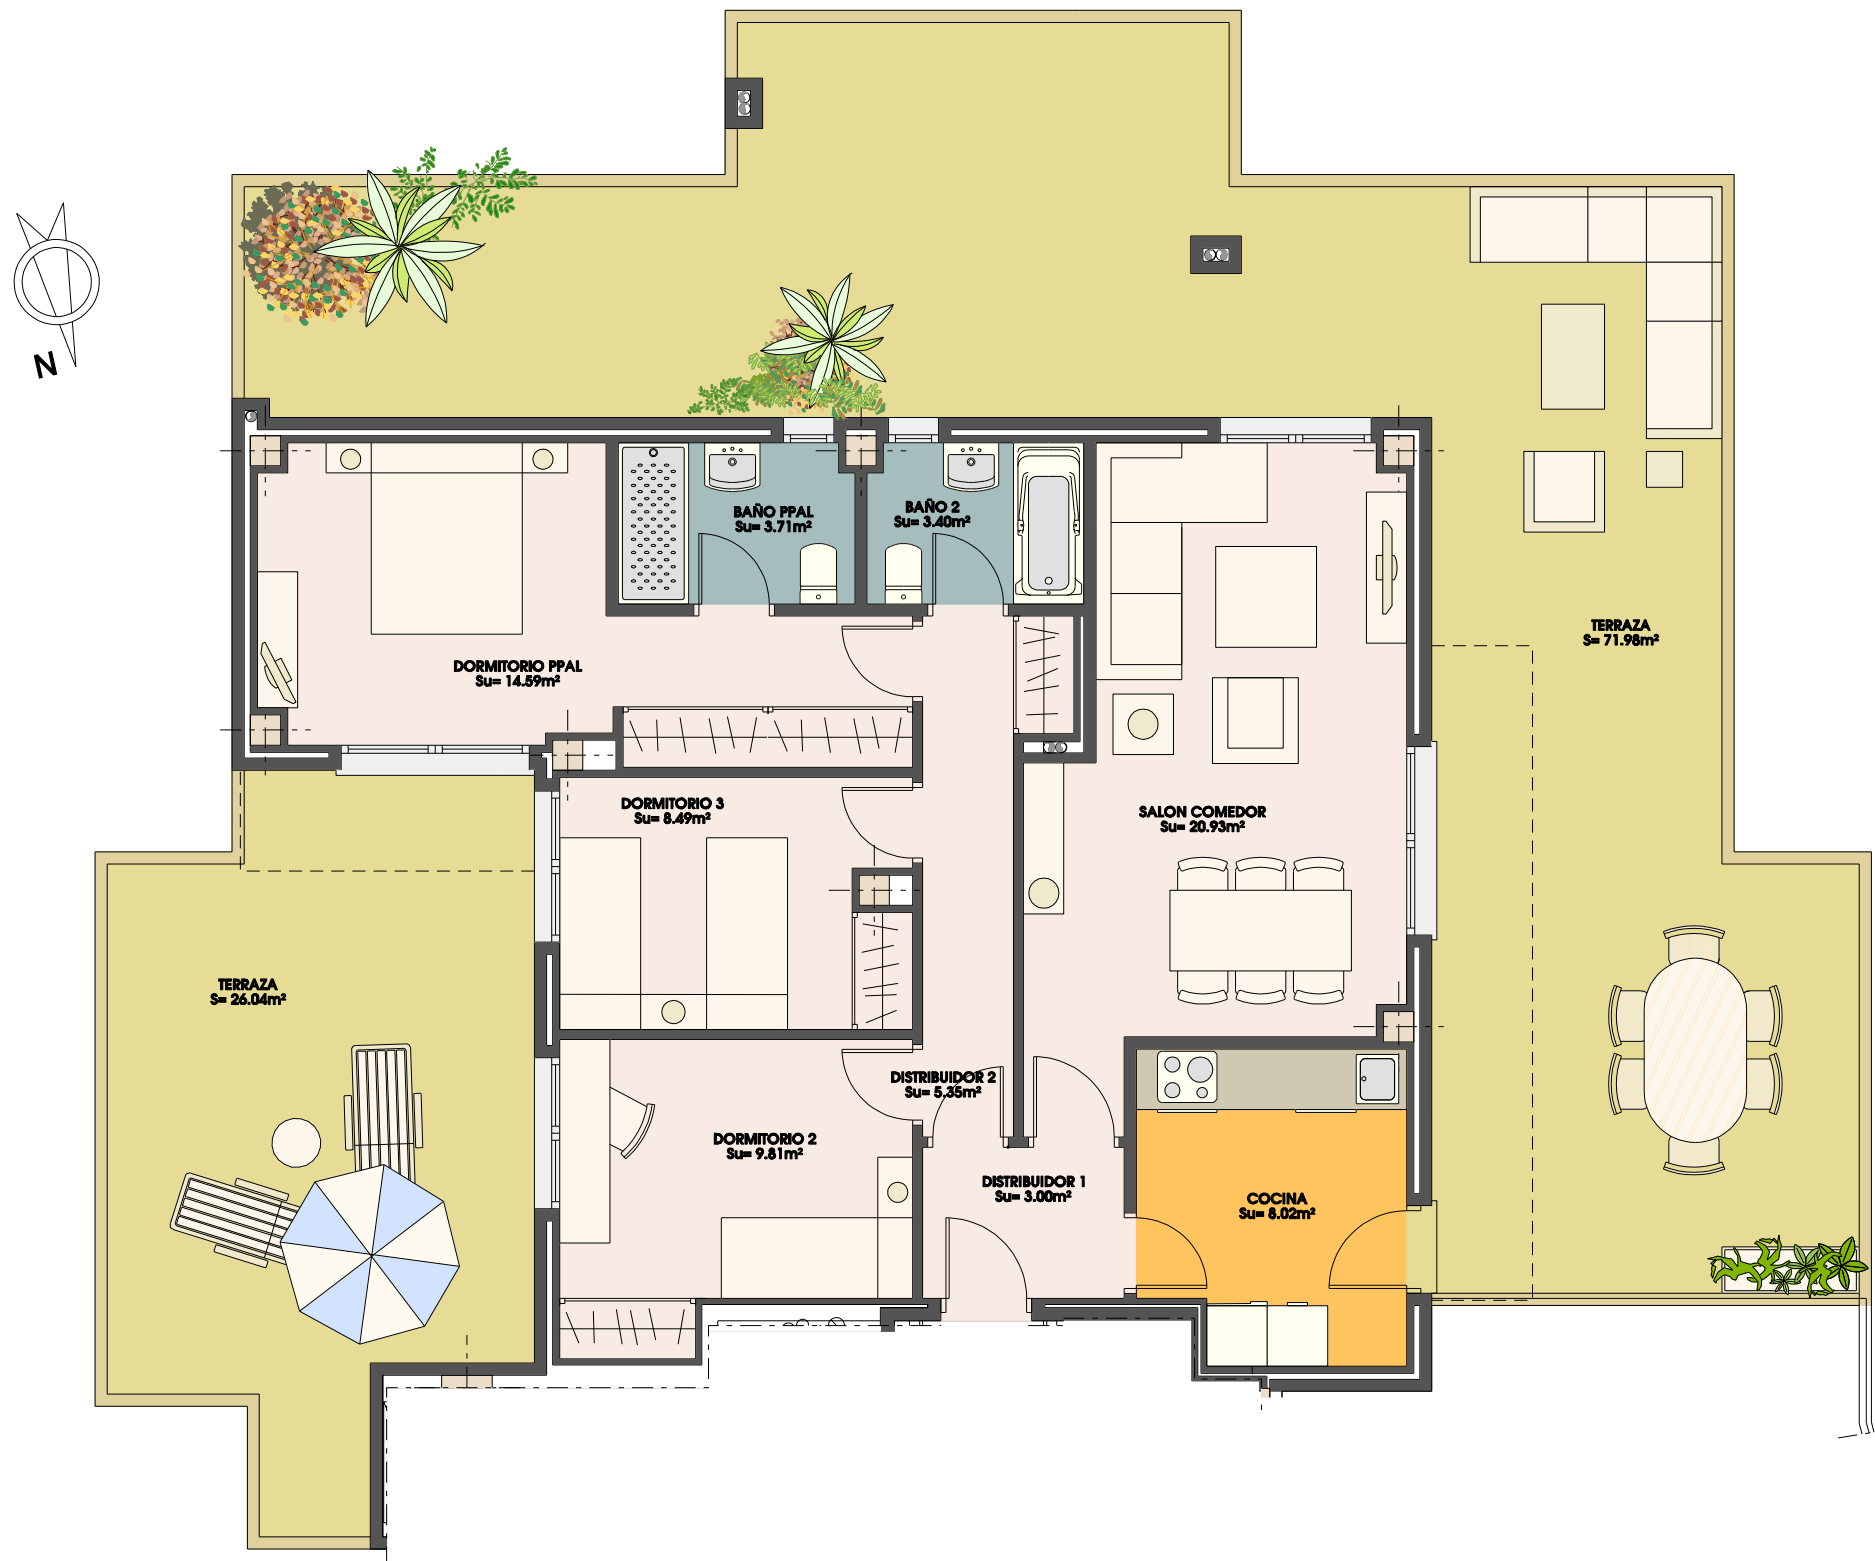 N
BAÑO PPAL
Su= 3.71m²
BAÑO 2
Su= 3.40m²
TERRAZA
S= 71.98m²
DORMITORIO PPAL
Su= 14.59m²
DORMITORIO 3
Su= 8.49m²
SALON COMEDOR
Su= 20.93m²
TERRAZA
S= 26.04m²
DISTRIBUIDOR 2
Su= 5.35m²
DORMITORIO 2
Su= 9.81m²
DISTRIBUIDOR 1
Su= 3.00m²
COCINA
Su= 8.02m²